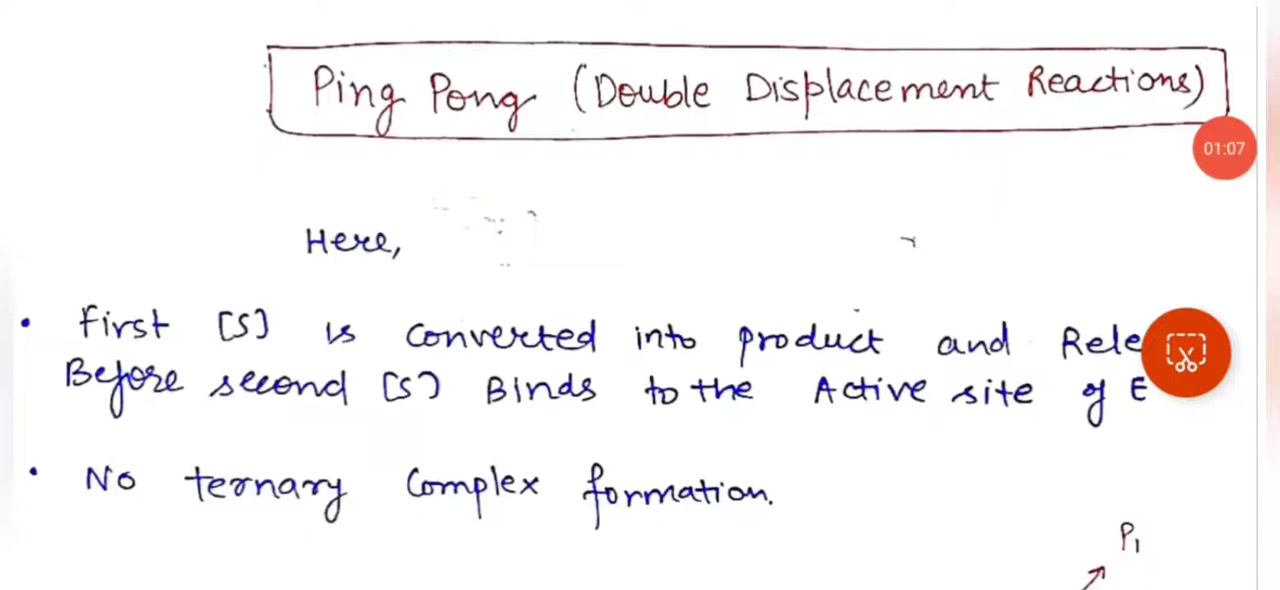 Ping Pong (Double Displacement Reactions)
01:07
Here,
• First [S] is converted into product and Rele
Before second [S] Binds to the Active site of E
• No ternary complex formation.
P1